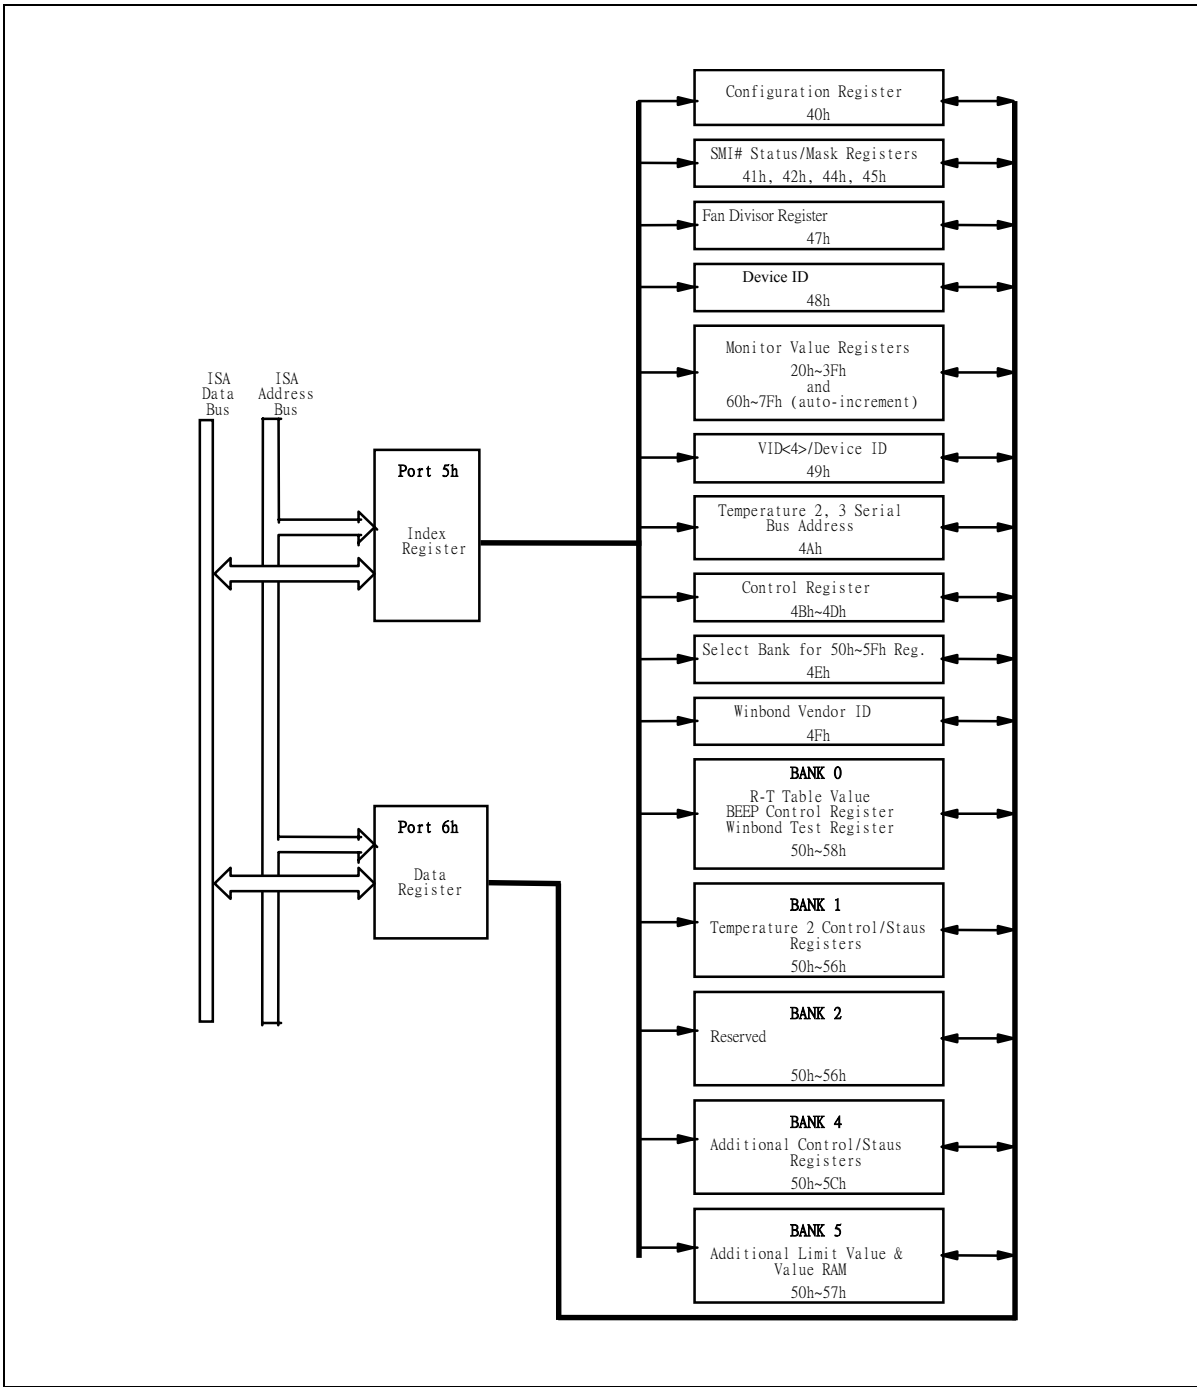 ISA
Data
Bus
ISA
Address
Bus
Port 5h
Index
Register
Port 6h
Data
Register
Configuration Register
40h
SMI# Status/Mask Registers
41h, 42h, 44h, 45h
Fan Divisor Register
47h
Device ID
48h
Monitor Value Registers
20h~3Fh
and
60h~7Fh (auto-increment)
VID<4>/Device ID
49h
Temperature 2, 3 Serial
Bus Address
4Ah
Control Register
4Bh~4Dh
Select Bank for 50h~5Fh Reg.
4Eh
Winbond Vendor ID
4Fh
BANK 0
R-T Table Value
BEEP Control Register
Winbond Test Register
50h~58h
BANK 1
Temperature 2 Control/Staus
Registers
50h~56h
BANK 2
Reserved
50h~56h
BANK 4
Additional Control/Staus
Registers
50h~5Ch
BANK 5
Additional Limit Value &
Value RAM
50h~57h